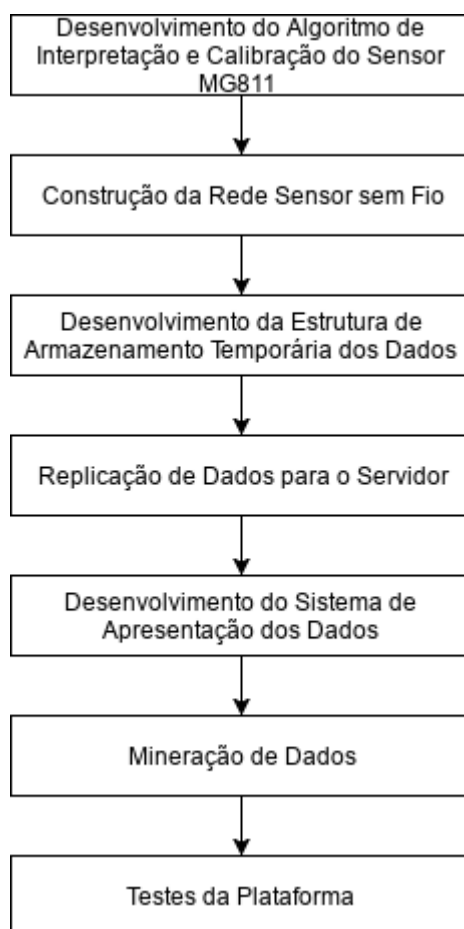 Desenvolvimento do Algoritmo de
Interpretação e Calibração do Sensor
MG811
Construção da Rede Sensor sem Fio
Desenvolvimento da Estrutura de
Armazenamento Temporária dos Dados
Replicação de Dados para o Servidor
Desenvolvimento do Sistema de
Apresentação dos Dados
Mineração de Dados
Testes da Plataforma